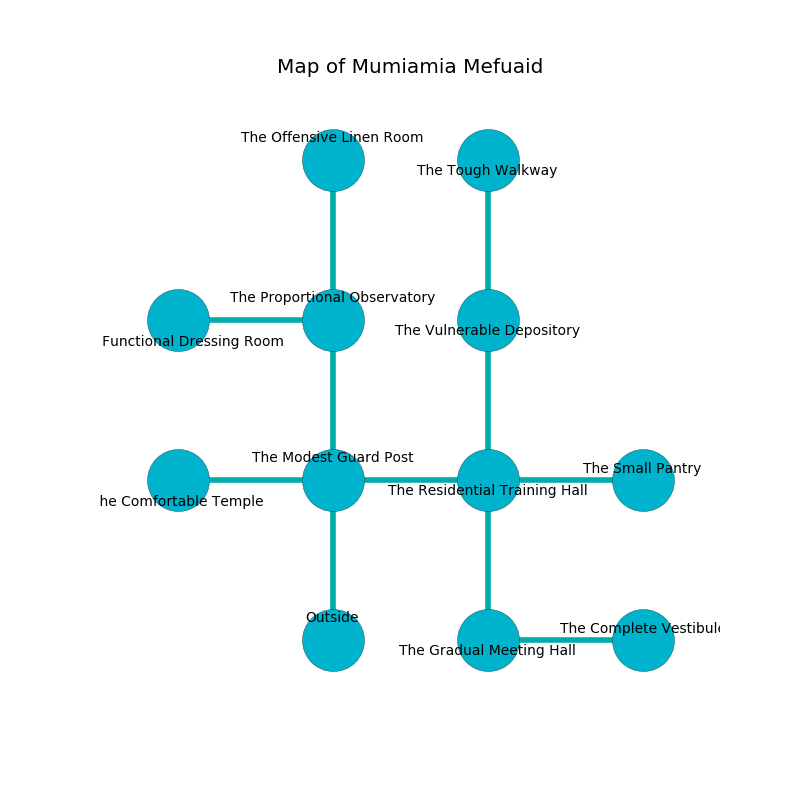 Map of Mumiamia Mefuaid
The Offensive Linen Room
The Tough Walkway
The Proportional Observatory
The Vulnerable Depository
Functional Dressing Room
The Modest Guard Post
The Small Pantry
The Residential Training Hall
he Comfortable Temple
Outside
The Complete Vestibule
The Gradual Meeting Hall